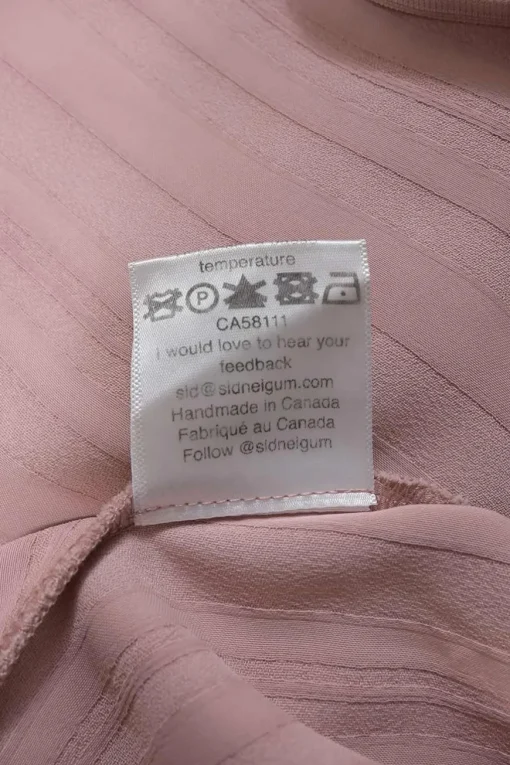 temperature
P
CA58111
I would love to hear your
feedback
sid@sidneigum.com
Handmade in Canada
Fabriqué au Canada
Follow @sidneigum